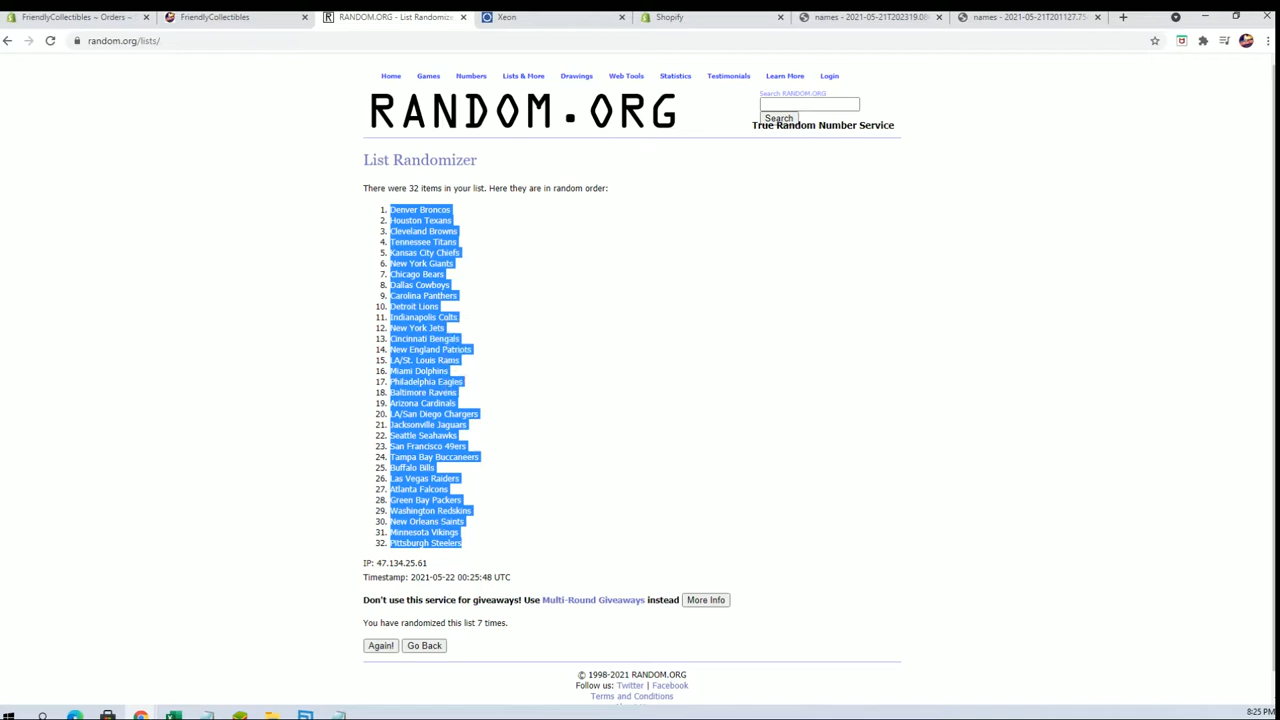 FriendlyCollectibles ~ Orders ~
FriendlyCollectibles
RANDOM.ORG - List Randomizer
Xeon
Shopify
names - 2021-05-21T202319.08
names - 2021-05-21T201127.75
random.org/lists/
Home Games Numbers Lists & More Drawings Web Tools Statistics Testimonials Learn More Login
RANDOM.ORG
Search RANDOM.ORG
Search
True Random Number Service
List Randomizer
There were 32 items in your list. Here they are in random order:
1. Denver Broncos
2. Houston Texans
3. Cleveland Browns
4. Tennessee Titans
5. Kansas City Chiefs
6. New York Giants
7. Chicago Bears
8. Dallas Cowboys
9. Carolina Panthers
10. Detroit Lions
11. Indianapolis Colts
12. New York Jets
13. Cincinnati Bengals
14. New England Patriots
15. LA/St. Louis Rams
16. Miami Dolphins
17. Philadelphia Eagles
18. Baltimore Ravens
19. Arizona Cardinals
20. LA/San Diego Chargers
21. Jacksonville Jaguars
22. Seattle Seahawks
23. San Francisco 49ers
24. Tampa Bay Buccaneers
25. Buffalo Bills
26. Las Vegas Raiders
27. Atlanta Falcons
28. Green Bay Packers
29. Washington Redskins
30. New Orleans Saints
31. Minnesota Vikings
32. Pittsburgh Steelers
IP: 47.134.25.61
Timestamp: 2021-05-22 00:25:48 UTC
Don't use this service for giveaways! Use Multi-Round Giveaways instead More Info
You have randomized this list 7 times.
Again! Go Back
© 1998-2021 RANDOM.ORG
Follow us: Twitter | Facebook
Terms and Conditions
8:25 PM